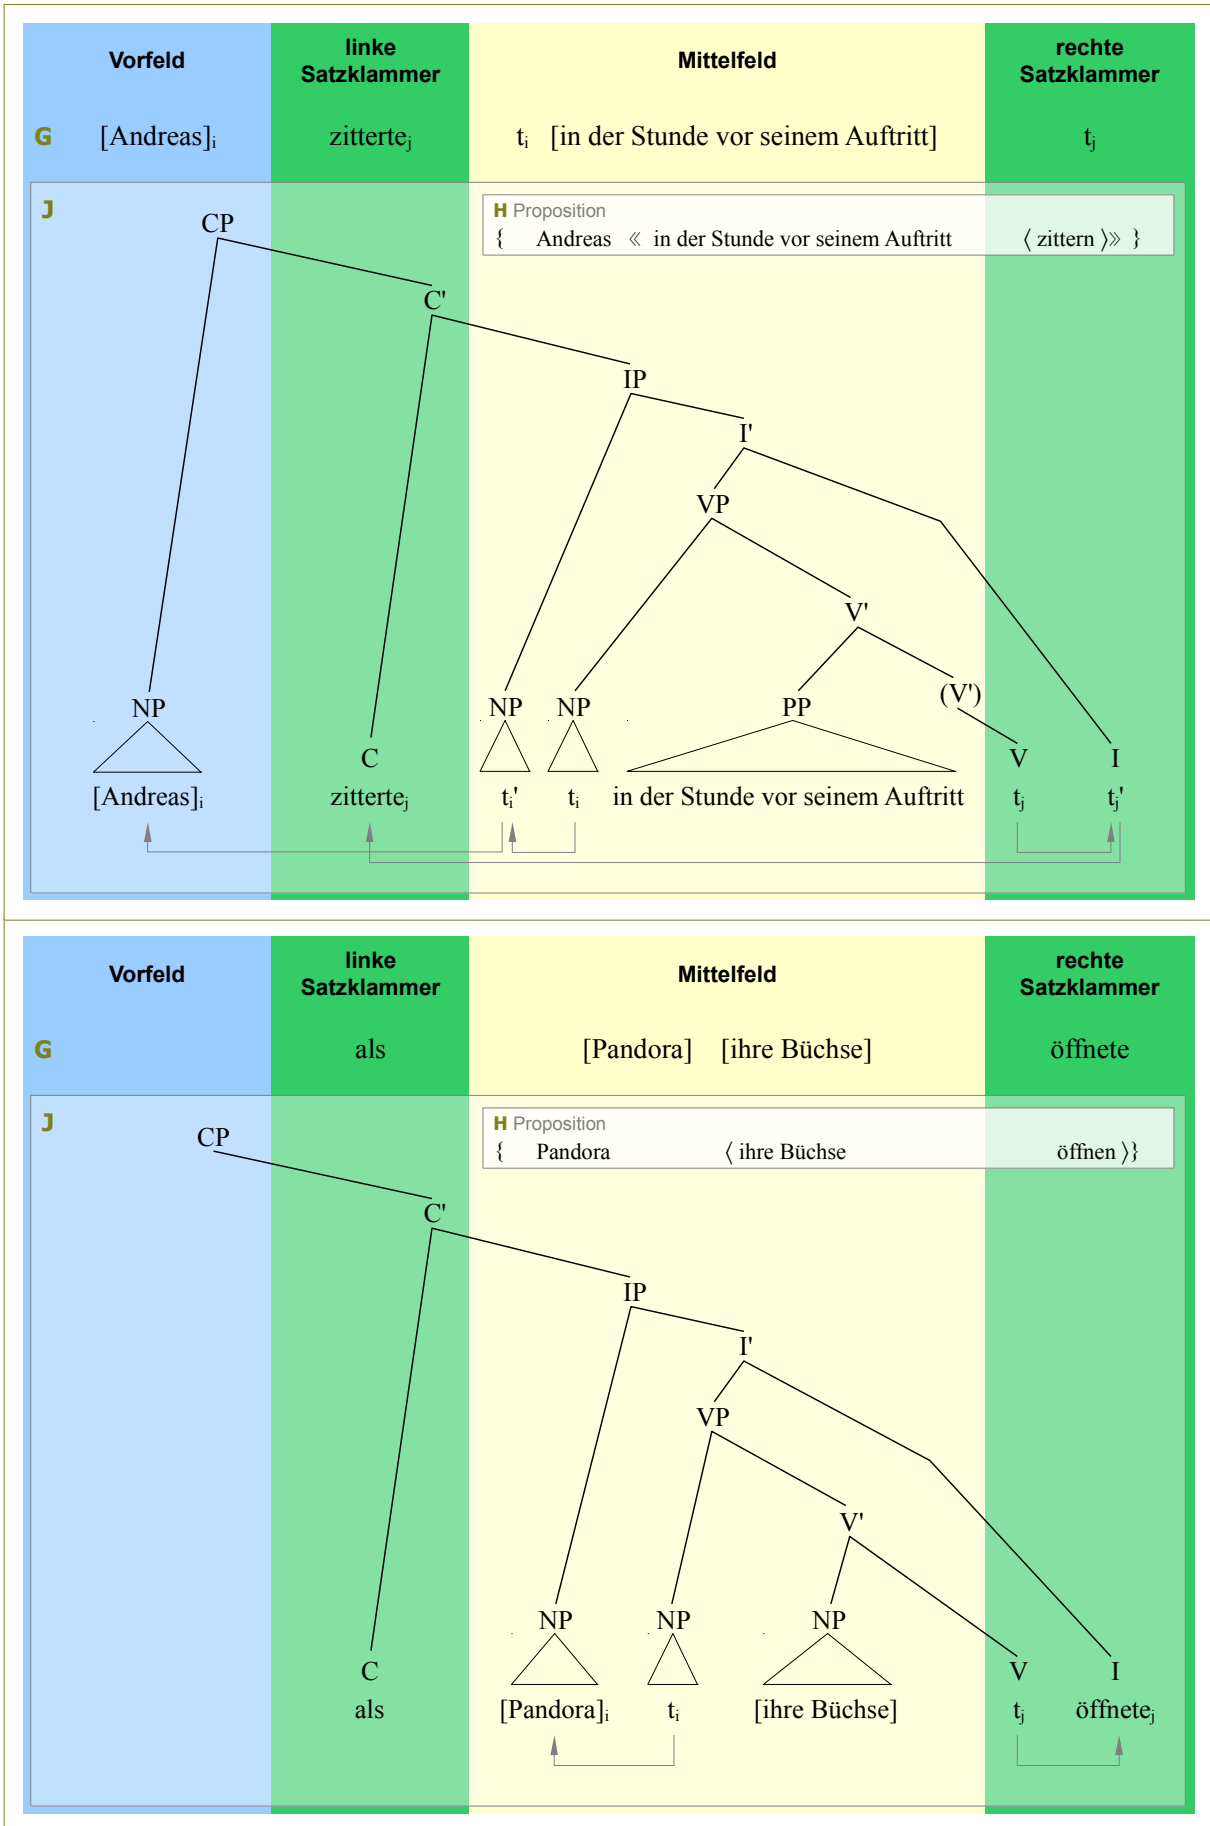 Vorfeld linke Satzklammer Mittelfeld rechte Satzklammer
G [Andreas]i zittertej ti [in der Stunde vor seinem Auftritt] tj
J
H Proposition
{ Andreas 《 in der Stunde vor seinem Auftritt 〈 zittern 〉》 }
CP
C'
IP
I'
VP
V'
(V')
NP NP NP PP
C V I
[Andreas]i zittertej ti' ti in der Stunde vor seinem Auftritt tj tj'
Vorfeld linke Satzklammer Mittelfeld rechte Satzklammer
G als [Pandora] [ihre Büchse] öffnete
J
H Proposition
{ Pandora 〈 ihre Büchse öffnen 〉}
CP
C'
IP
I'
VP
V'
NP NP NP
C V I
als [Pandora]i ti [ihre Büchse] tj öffnetej